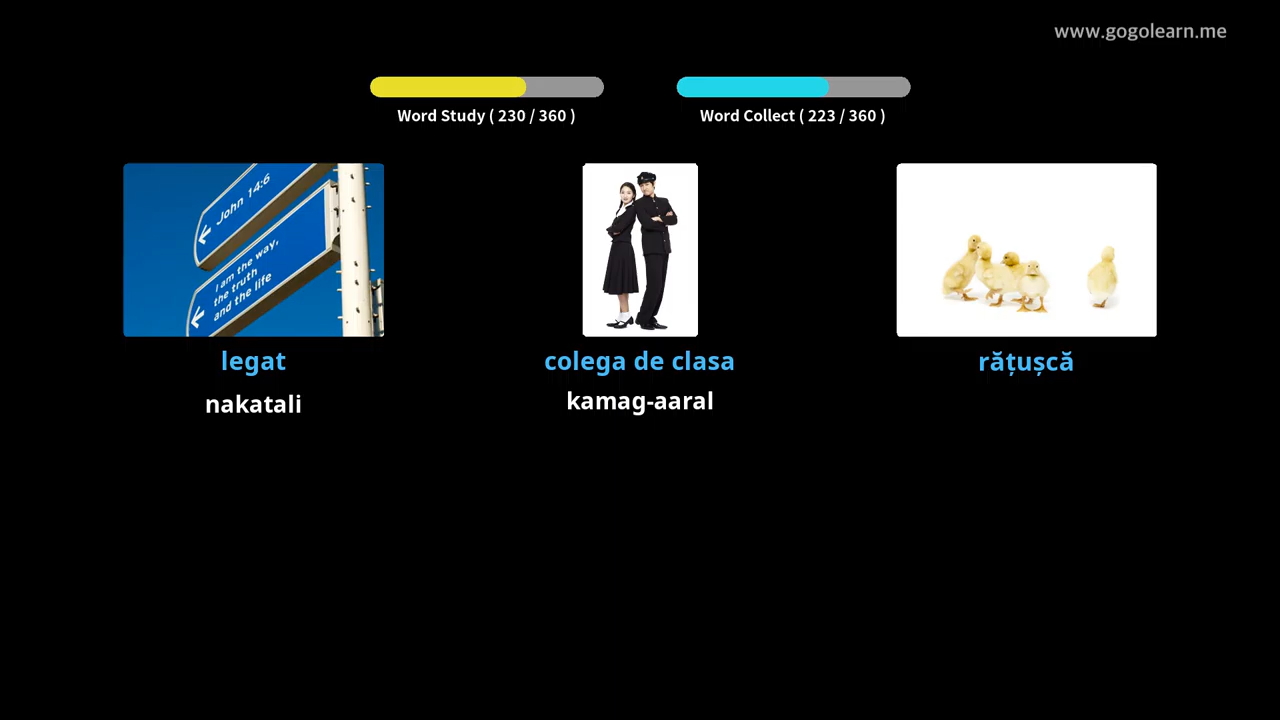 www.gogolearn.me
Word Study ( 230 / 360 )
Word Collect ( 223 / 360 )
John 14:6
I am the way,
the truth
and the life
legat
colega de clasa
rățușcă
nakatali
kamag-aaral